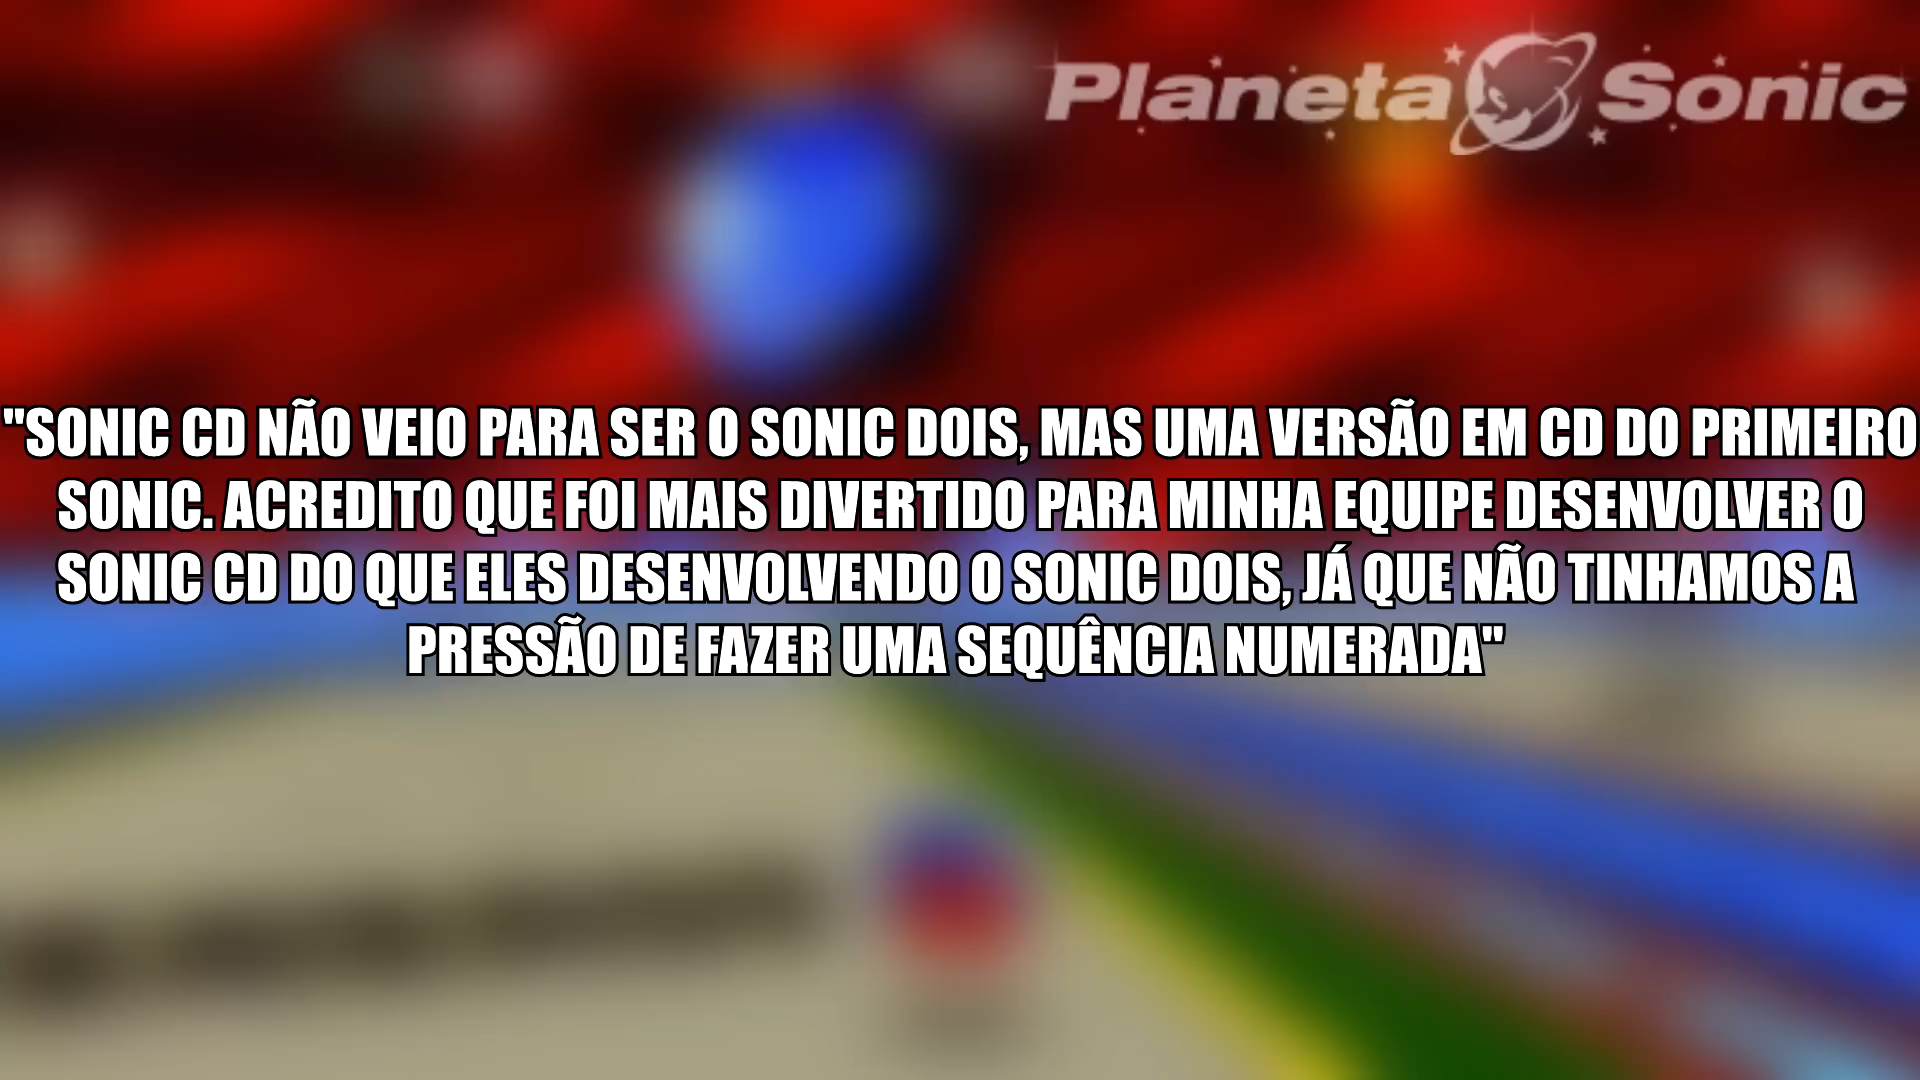 Planeta Sonic
"SONIC CD NÃO VEIO PARA SER O SONIC DOIS, MAS UMA VERSÃO EM CD DO PRIMEIRO
SONIC. ACREDITO QUE FOI MAIS DIVERTIDO PARA MINHA EQUIPE DESENVOLVER O
SONIC CD DO QUE ELES DESENVOLVENDO O SONIC DOIS, JÁ QUE NÃO TINHAMOS A
PRESSÃO DE FAZER UMA SEQUÊNCIA NUMERADA"